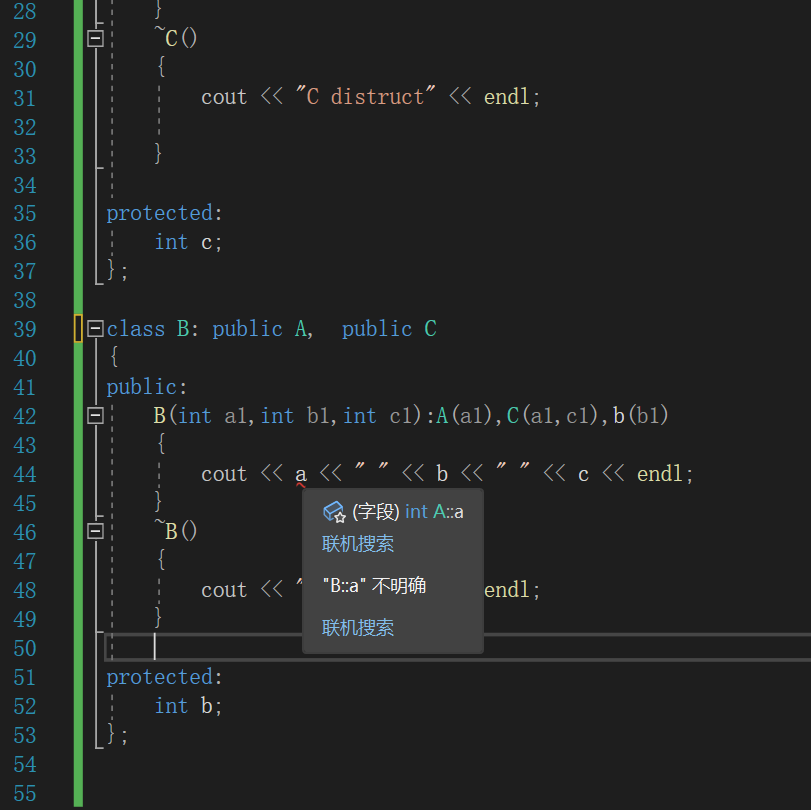 28 }
29 ~C()
30 {
31 cout << "C distruct" << endl;
32
33 }
34
35 protected:
36 int c;
37 };
38
39 class B: public A, public C
40 {
41 public:
42 B(int a1,int b1,int c1):A(a1),C(a1,c1),b(b1)
43 {
44 cout << a << " " << b << " " << c << endl;
45 }
(字段) int A::a
46 ~B()
联机搜索
47 {
"B::a" 不明确
48 cout << " endl;
49 }
联机搜索
50
51 protected:
52 int b;
53 };
54
55